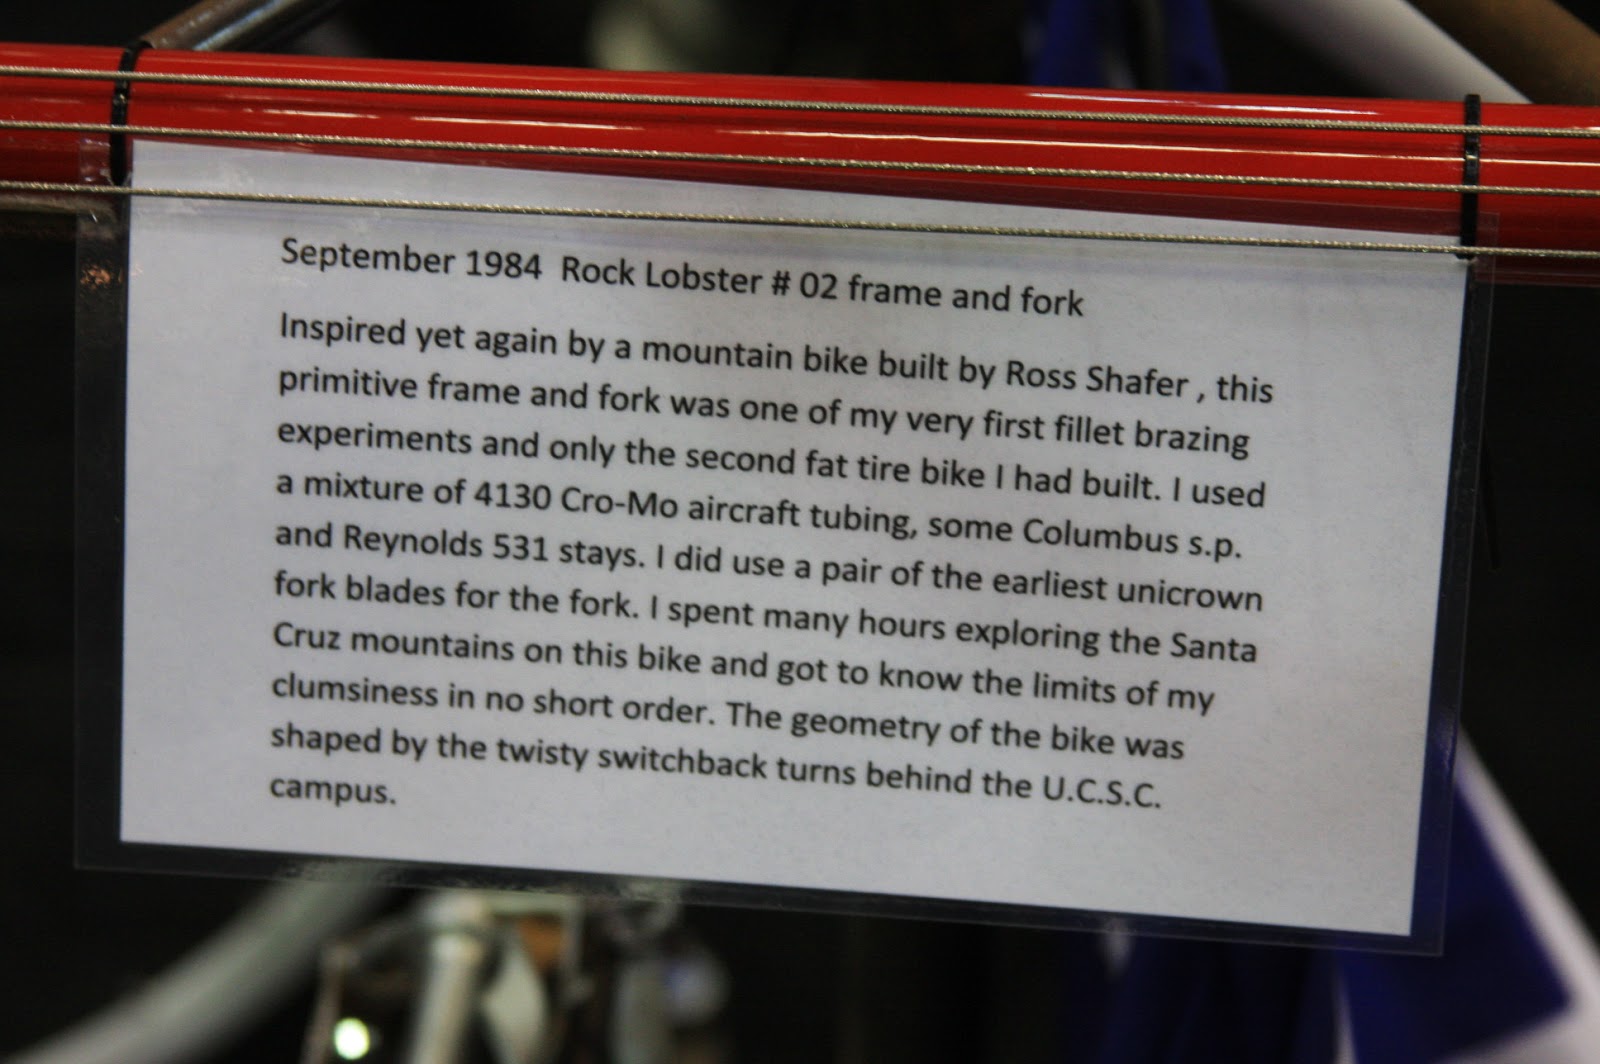 September 1984 Rock Lobster # 02 frame and fork
Inspired yet again by a mountain bike built by Ross Shafer , this
primitive frame and fork was one of my very first fillet brazing
experiments and only the second fat tire bike I had built. I used
a mixture of 4130 Cro-Mo aircraft tubing, some Columbus s.p.
and Reynolds 531 stays. I did use a pair of the earliest unicrown
fork blades for the fork. I spent many hours exploring the Santa
Cruz mountains on this bike and got to know the limits of my
clumsiness in no short order. The geometry of the bike was
shaped by the twisty switchback turns behind the U.C.S.C.
campus.